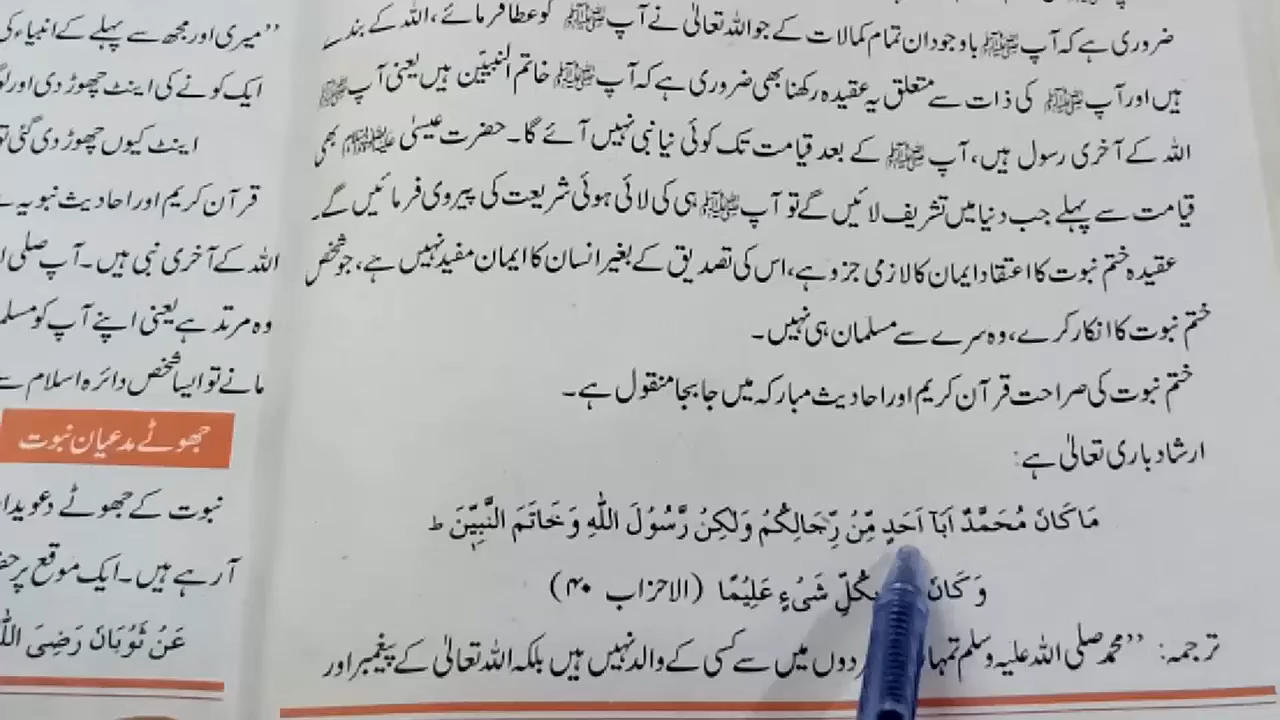 ضروری ہے کہ آپ ﷺ باوجود ان تمام کمالات کے جو اللہ تعالیٰ نے آپ ﷺ کو عطا فرمائے، اللہ کے بندے
ہیں اور آپ ﷺ کی ذات سے متعلق یہ عقیدہ رکھنا بھی ضروری ہے کہ آپ ﷺ خاتم النبیّین ہیں یعنی آپ ﷺ
اللہ کے آخری رسول ہیں، آپ ﷺ کے بعد قیامت تک کوئی نیا نبی نہیں آئے گا۔ حضرت عیسیٰ علیہ السلام بھی
قیامت سے پہلے جب دنیا میں تشریف لائیں گے تو آپ ﷺ ہی کی لائی ہوئی شریعت کی پیروی فرمائیں گے۔
عقیدہ ختم نبوت کا اعتقاد ایمان کا لازمی جزو ہے، اس کی تصدیق کے بغیر انسان کا ایمان مفید نہیں ہے، جو شخص
ختم نبوت کا انکار کرے، وہ سرے سے مسلمان ہی نہیں۔
ختم نبوت کی صراحت قرآن کریم اور احادیث مبارکہ میں جا بجا منقول ہے۔
ارشاد باری تعالیٰ ہے:
مَا كَانَ مُحَمَّدٌ اَبَآ اَحَدٍ مِّنْ رِّجَالِكُمْ وَلٰكِنْ رَّسُوْلَ اللّٰهِ وَ خَاتَمَ النَّبِيّٖنَ ط
وَ كَانَ بِكُلِّ شَىْءٍ عَلِيْمًا (الاحزاب ۴۰)
ترجمہ: ’’محمد صلی اللہ علیہ وسلم تمہارے ردوں میں سے کسی کے والد نہیں ہیں بلکہ اللہ تعالیٰ کے پیغمبر اور
’’میری اور مجھ سے پہلے کے انبیاء کی
ایک کونے کی اینٹ چھوڑ دی اور لو
اینٹ کیوں چھوڑ دی گئی تو
قرآن کریم اور احادیث نبویہ سے
اللہ کے آخری نبی ہیں۔ آپ صلی ا
وہ مرتد ہے یعنی اپنے آپ کو مسلما
مانے تو ایسا شخص دائرہ اسلام سے
جھوٹے مدعیان نبوت
نبوت کے جھوٹے دعویدا
آرہے ہیں۔ ایک موقع پر حض
عَنْ ثَوْبَانَ رَضِيَ اللّٰ